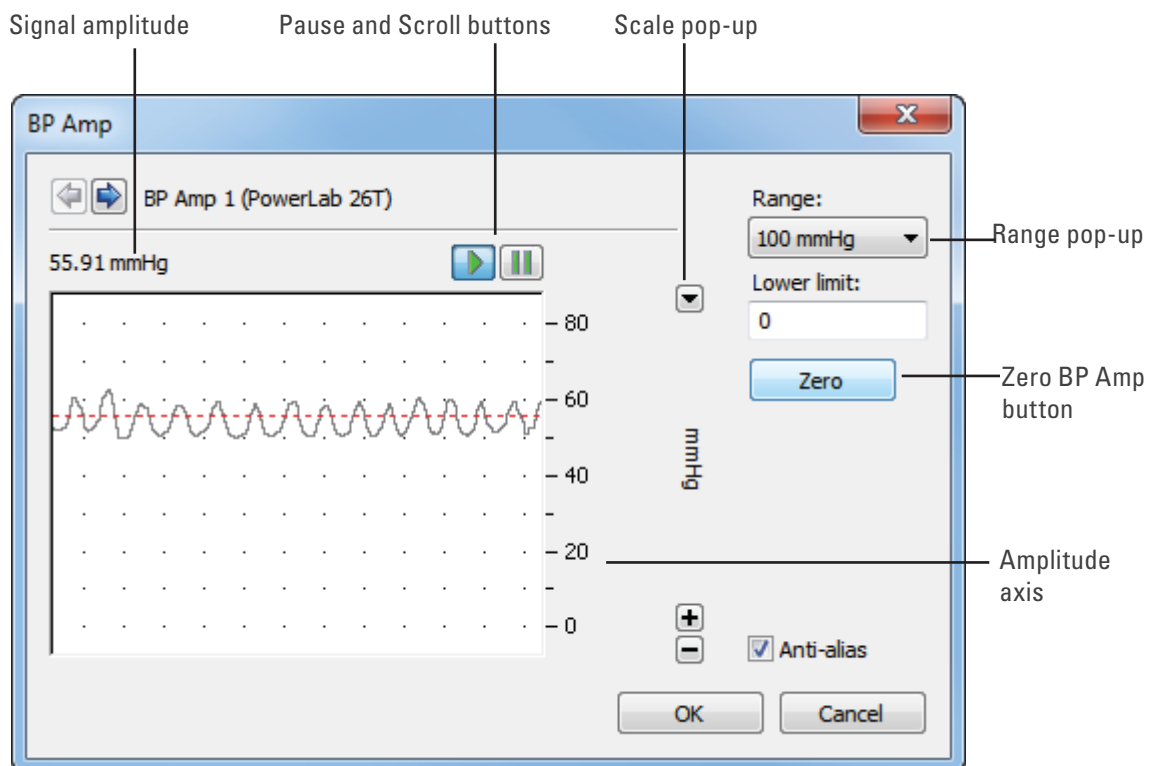 Signal amplitude
Pause and Scroll buttons
Scale pop-up
BP Amp
BP Amp 1 (PowerLab 26T)
55.91 mmHg
80
60
40
20
0
mmHg
Range:
100 mmHg
Lower limit:
0
Zero
Anti-alias
OK
Cancel
Range pop-up
Zero BP Amp
button
Amplitude
axis